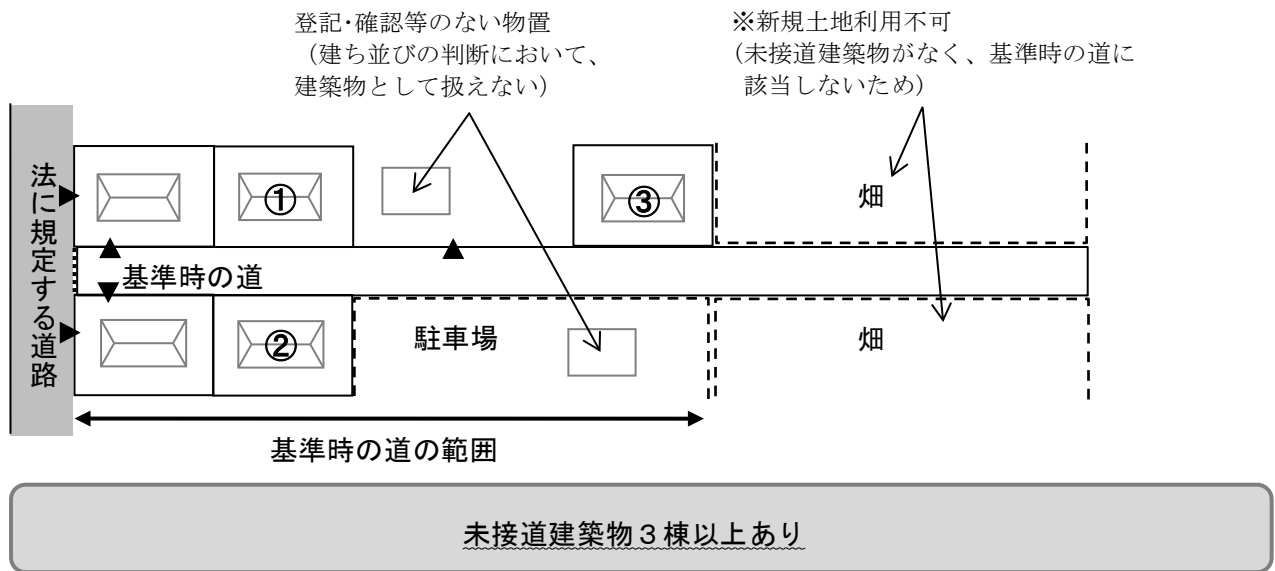 登記・確認等のない物置
（建ち並びの判断において、
建築物として扱えない）
※新規土地利用不可
（未接道建築物がなく、基準時の道に
該当しないため）
法に規定する道路
①
③
畑
基準時の道
②
駐車場
畑
基準時の道の範囲
未接道建築物３棟以上あり